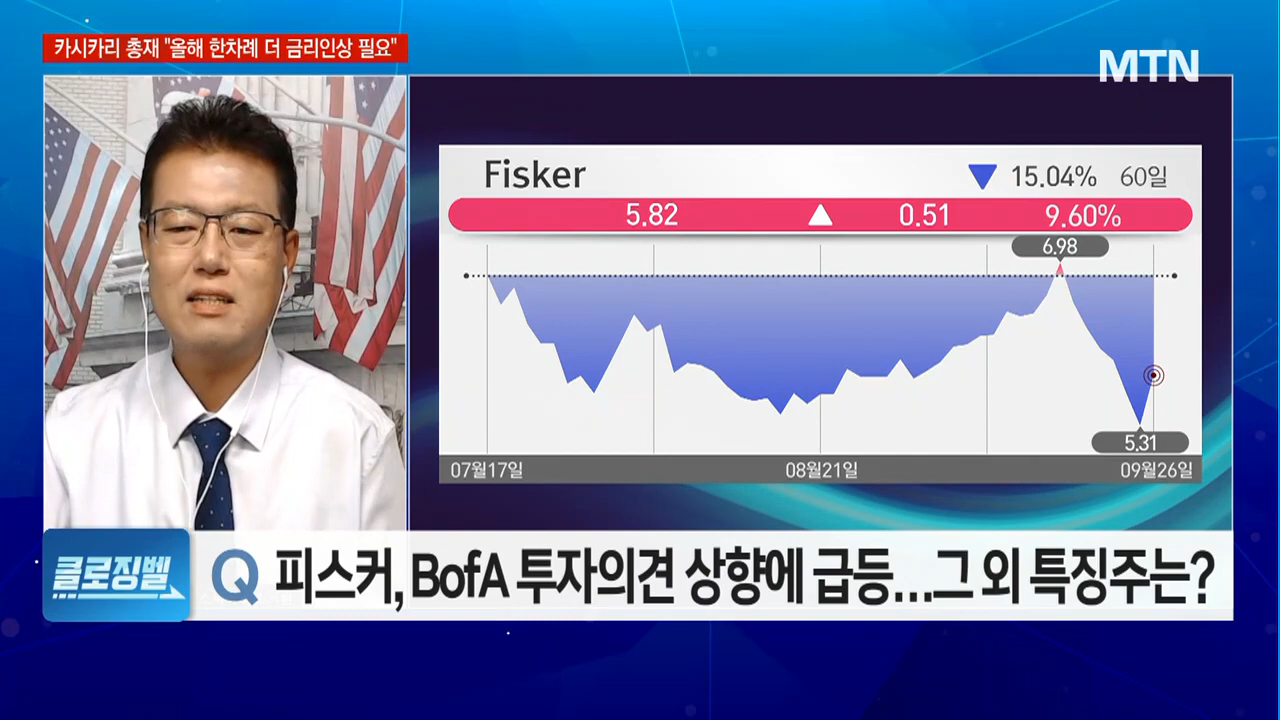 카시카리 총재 "올해 한차례 더 금리인상 필요"
MTN
Fisker ▼ 15.04% 60일
5.82 ▲ 0.51 9.60%
6.98
5.31
07월17일 08월21일 09월26일
클로징벨
Q 피스커, BofA 투자의견 상향에 급등...그 외 특징주는?